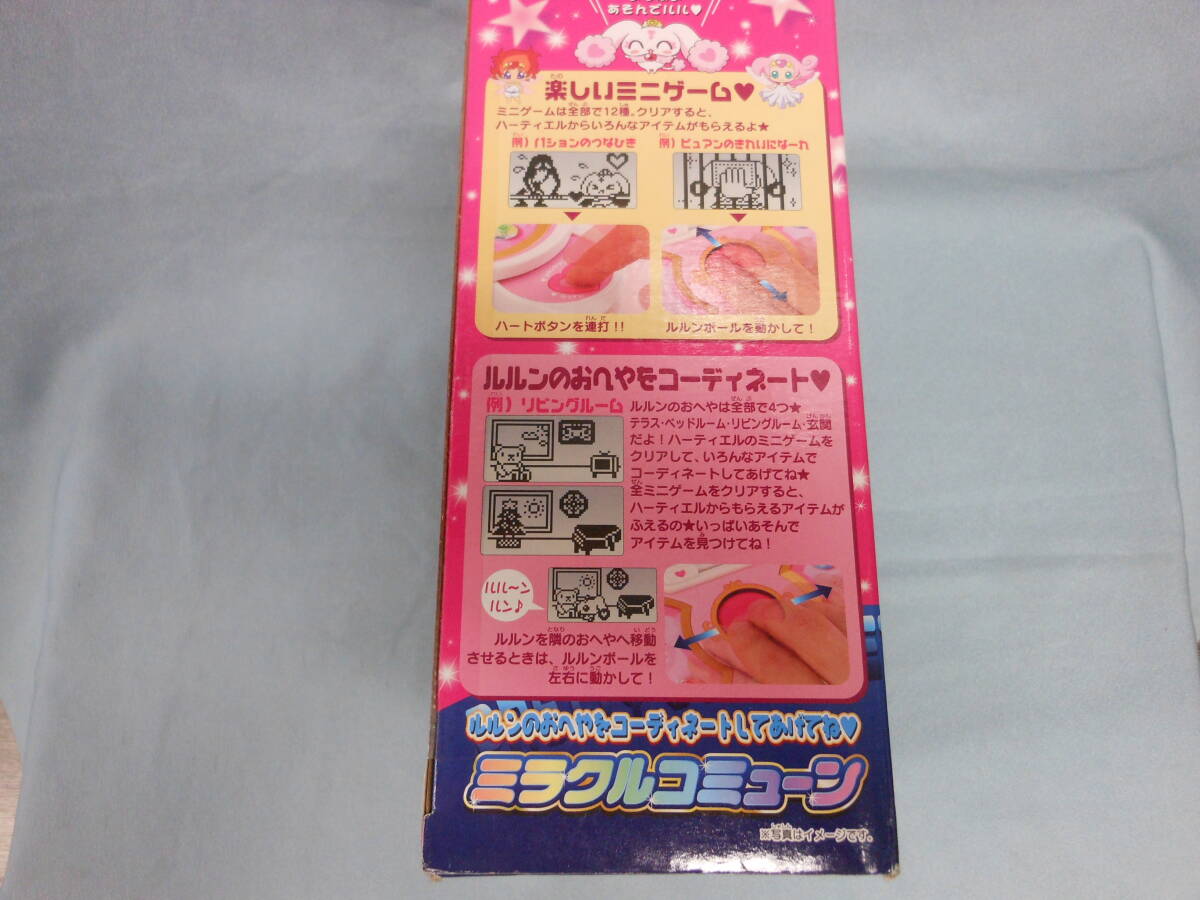 あそんでルル♥
楽しいミニゲーム♥
ミニゲームは全部で12種。クリアすると、
ハーティエルからいろんなアイテムがもらえるよ★
例）パションのつなひき
例）ピュアンのきれいになーれ
ハートボタンを連打!!
ルルンボールを動かして!
ルルンのおへやをコーディネート♥
例）リビングルーム
ルルンのおへやは全部で4つ★
テラス・ベッドルーム・リビングルーム・玄関
だよ！ハーティエルのミニゲームを
クリアして、いろんなアイテムで
コーディネートしてあげてね★
全ミニゲームをクリアすると、
ハーティエルからもらえるアイテムが
ふえるの★いっぱいあそんで
アイテムを見つけてね！
ルル〜ン
ルン♪
ルルンを隣のおへやへ移動
させるときは、ルルンボールを
左右に動かして！
ルルンのおへやをコーディネートしてあげてね♥
ミラクルコミューン
※写真はイメージです。